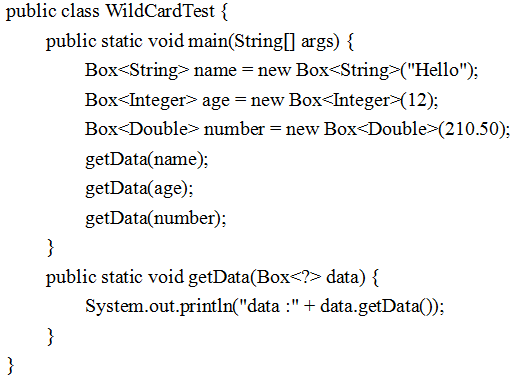 public class WildCardTest {
public static void main(String[] args) {
Box<String> name = new Box<String>("Hello");
Box<Integer> age = new Box<Integer>(12);
Box<Double> number = new Box<Double>(210.50);
getData(name);
getData(age);
getData(number);
}
public static void getData(Box<?> data) {
System.out.println("data :" + data.getData());
}
}